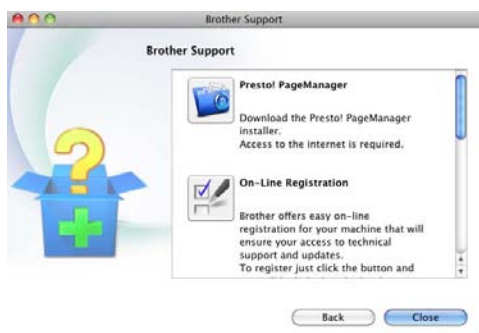 Brother Support
Brother Support
Presto! PageManager
Download the Presto! PageManager
installer.
Access to the internet is required.
On-Line Registration
Brother offers easy on-line
registration for your machine that will
ensure your access to technical
support and updates.
To register just click the button and
Back
Close